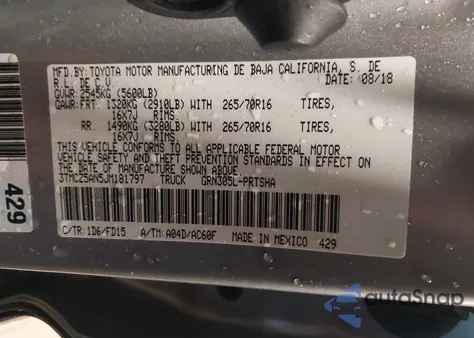 MFD.BY: TOYOTA MOTOR MANUFACTURING DE BAJA CALIFORNIA, S. DE
R.L. DE C.V. DATE: 08/18
GVWR: 2545KG (5600LB)
GAWR: FRT. 1320KG (2910LB) WITH 265/70R16 TIRES,
16X7J RIMS,
RR. 1490KG (3280LB) WITH 265/70R16 TIRES,
16X7J RIMS.
THIS VEHICLE CONFORMS TO ALL APPLICABLE FEDERAL MOTOR
VEHICLE SAFETY STANDARDS IN EFFECT ON
THE DATE OF MANUFACTURE SHOWN ABOVE.
3TMCZ5AN5JM181797 TRUCK GRN305L-PRTSHA
C/TR: 1D6/FD15 A/TM: A04D/AC60F MADE IN MEXICO 429
429
autoSnap